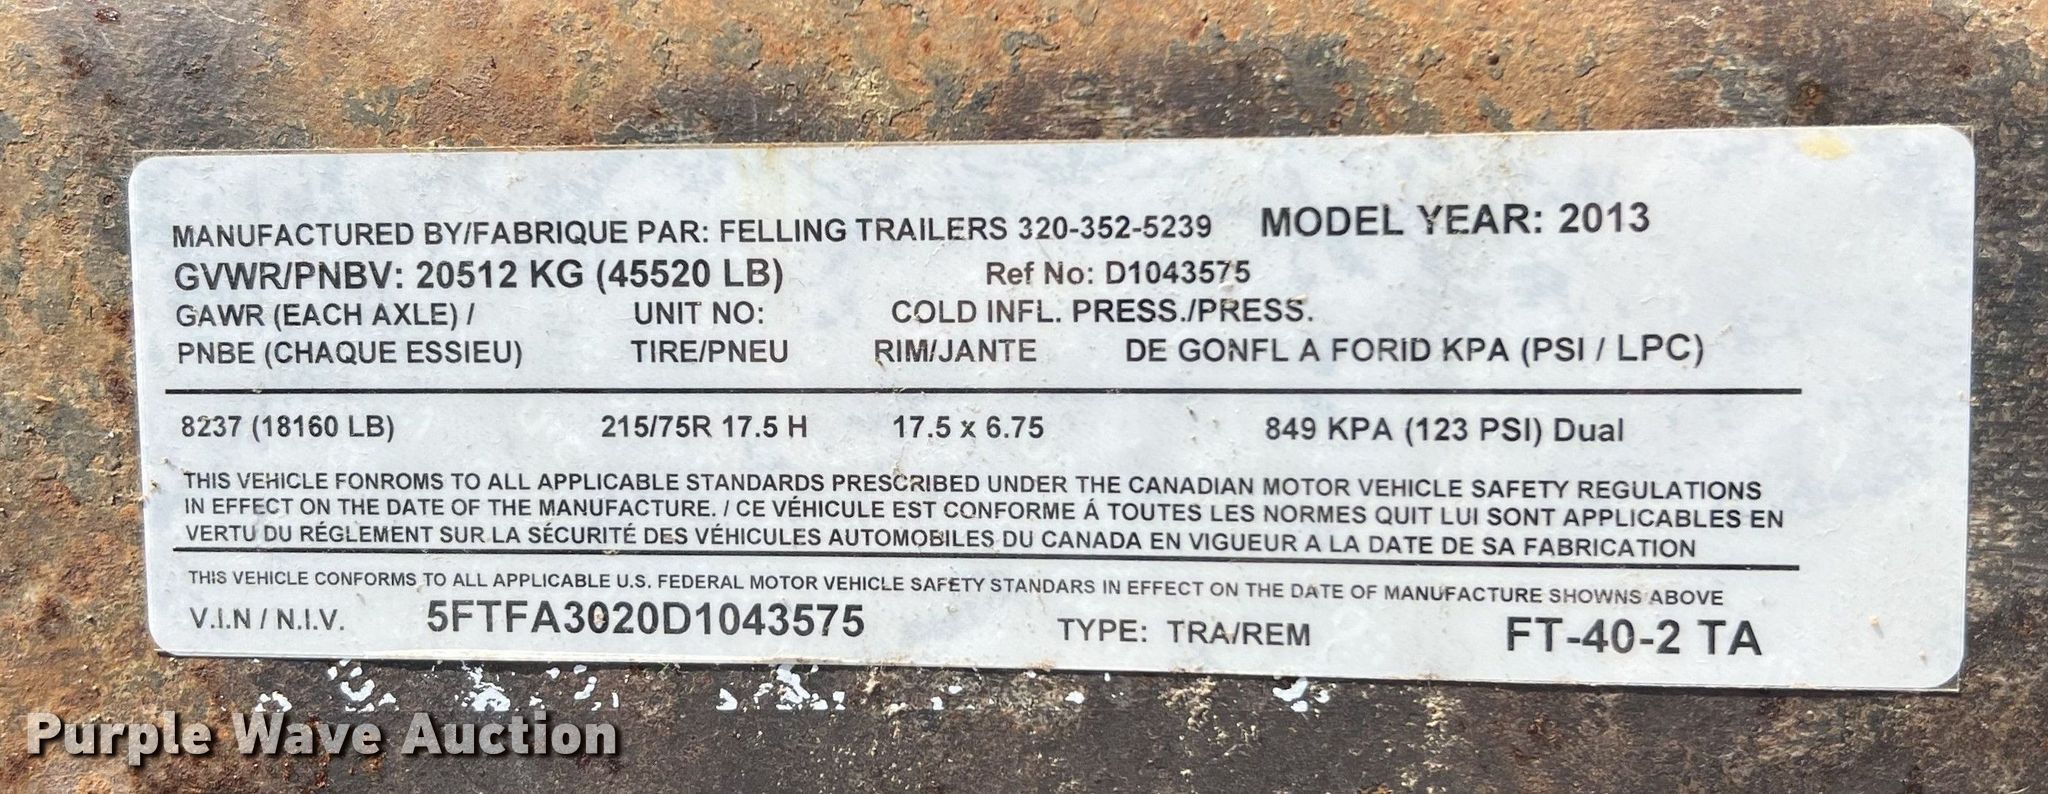 MANUFACTURED BY/FABRIQUE PAR: FELLING TRAILERS 320-352-5239 MODEL YEAR: 2013
GVWR/PNBV: 20512 KG (45520 LB) Ref No: D1043575
GAWR (EACH AXLE) / UNIT NO: COLD INFL. PRESS./PRESS.
PNBE (CHAQUE ESSIEU) TIRE/PNEU RIM/JANTE DE GONFL A FORID KPA (PSI / LPC)
8237 (18160 LB) 215/75R 17.5 H 17.5 x 6.75 849 KPA (123 PSI) Dual
THIS VEHICLE FONROMS TO ALL APPLICABLE STANDARDS PRESCRIBED UNDER THE CANADIAN MOTOR VEHICLE SAFETY REGULATIONS
IN EFFECT ON THE DATE OF THE MANUFACTURE. / CE VÉHICULE EST CONFORME Á TOUTES LES NORMES QUIT LUI SONT APPLICABLES EN
VERTU DU RÉGLEMENT SUR LA SÉCURITÉ DES VÉHICULES AUTOMOBILES DU CANADA EN VIGUEUR A LA DATE DE SA FABRICATION
THIS VEHICLE CONFORMS TO ALL APPLICABLE U.S. FEDERAL MOTOR VEHICLE SAFETY STANDARS IN EFFECT ON THE DATE OF MANUFACTURE SHOWNS ABOVE
V.I.N / N.I.V. 5FTFA3020D1043575 TYPE: TRA/REM FT-40-2 TA
Purple Wave Auction